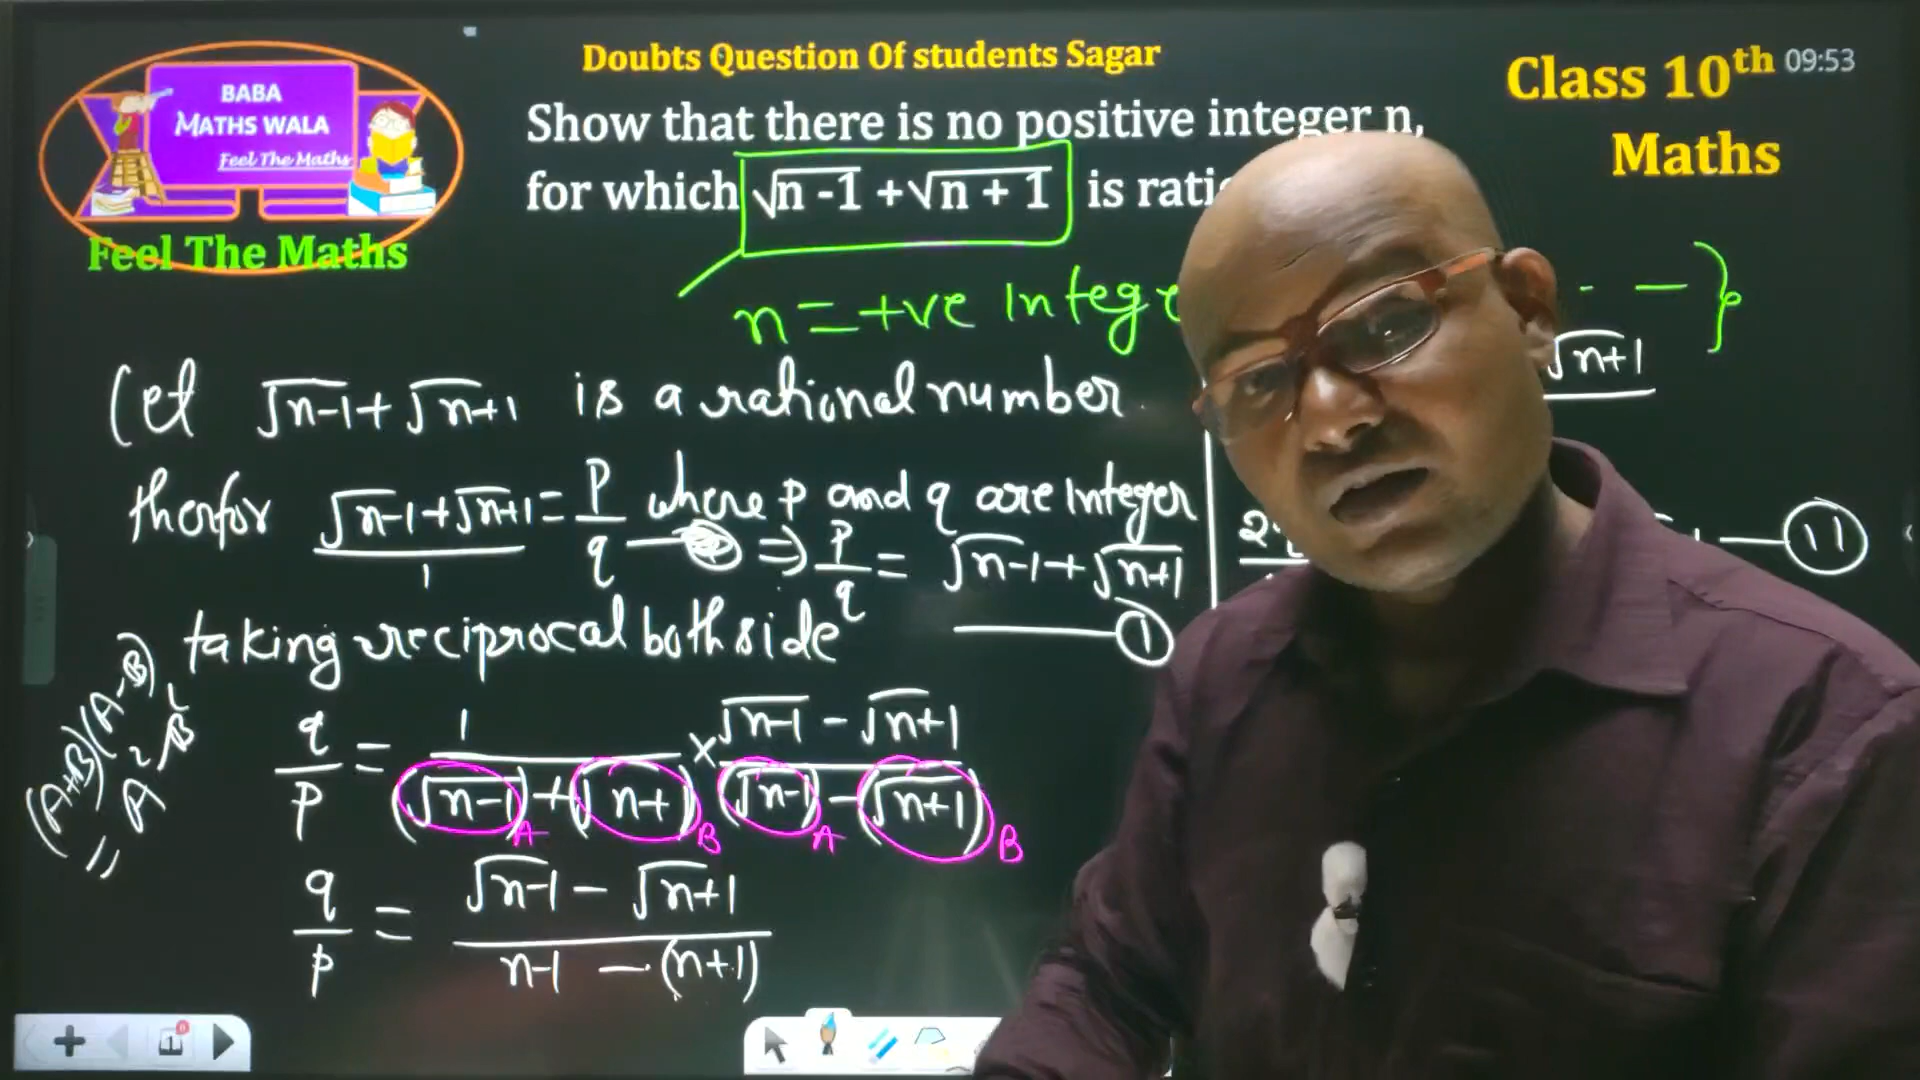 BABA
MATHS WALA
Feel The Maths
Feel The Maths
Doubts Question Of students Sagar
Class 10th 09:53
Maths
Show that there is no positive integer n,
for which √n -1 + √n + 1 is rati
n = +ve Intege - - }
Let √n-1 + √n+1 is a rational number
√n+1
therfor √n-1+√n+1/1 = P/q where p and q are Integer
⇒ P/q = √n-1 + √n+1
— ①
— 11
taking reciprocal both side
(A+B)(A-B)
= A² - B²
q/p = 1/(√n-1)+(√n+1) × √n-1 - √n+1/(√n-1) - (√n+1)
A B A B
q/p = √n-1 - √n+1/n-1 - (n+1)